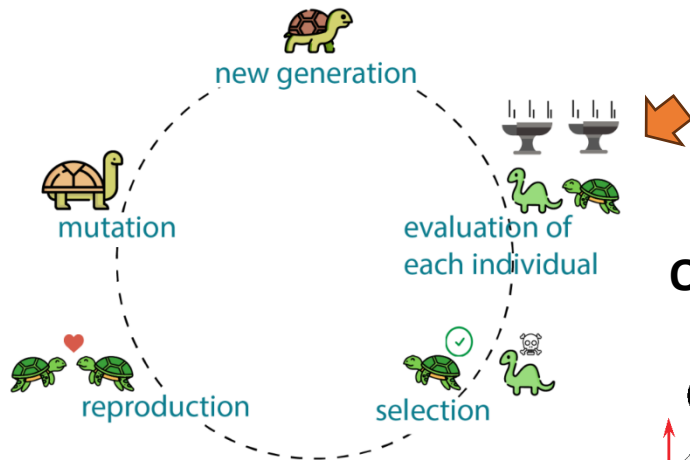 new generation
mutation
evaluation of
each individual
reproduction
selection